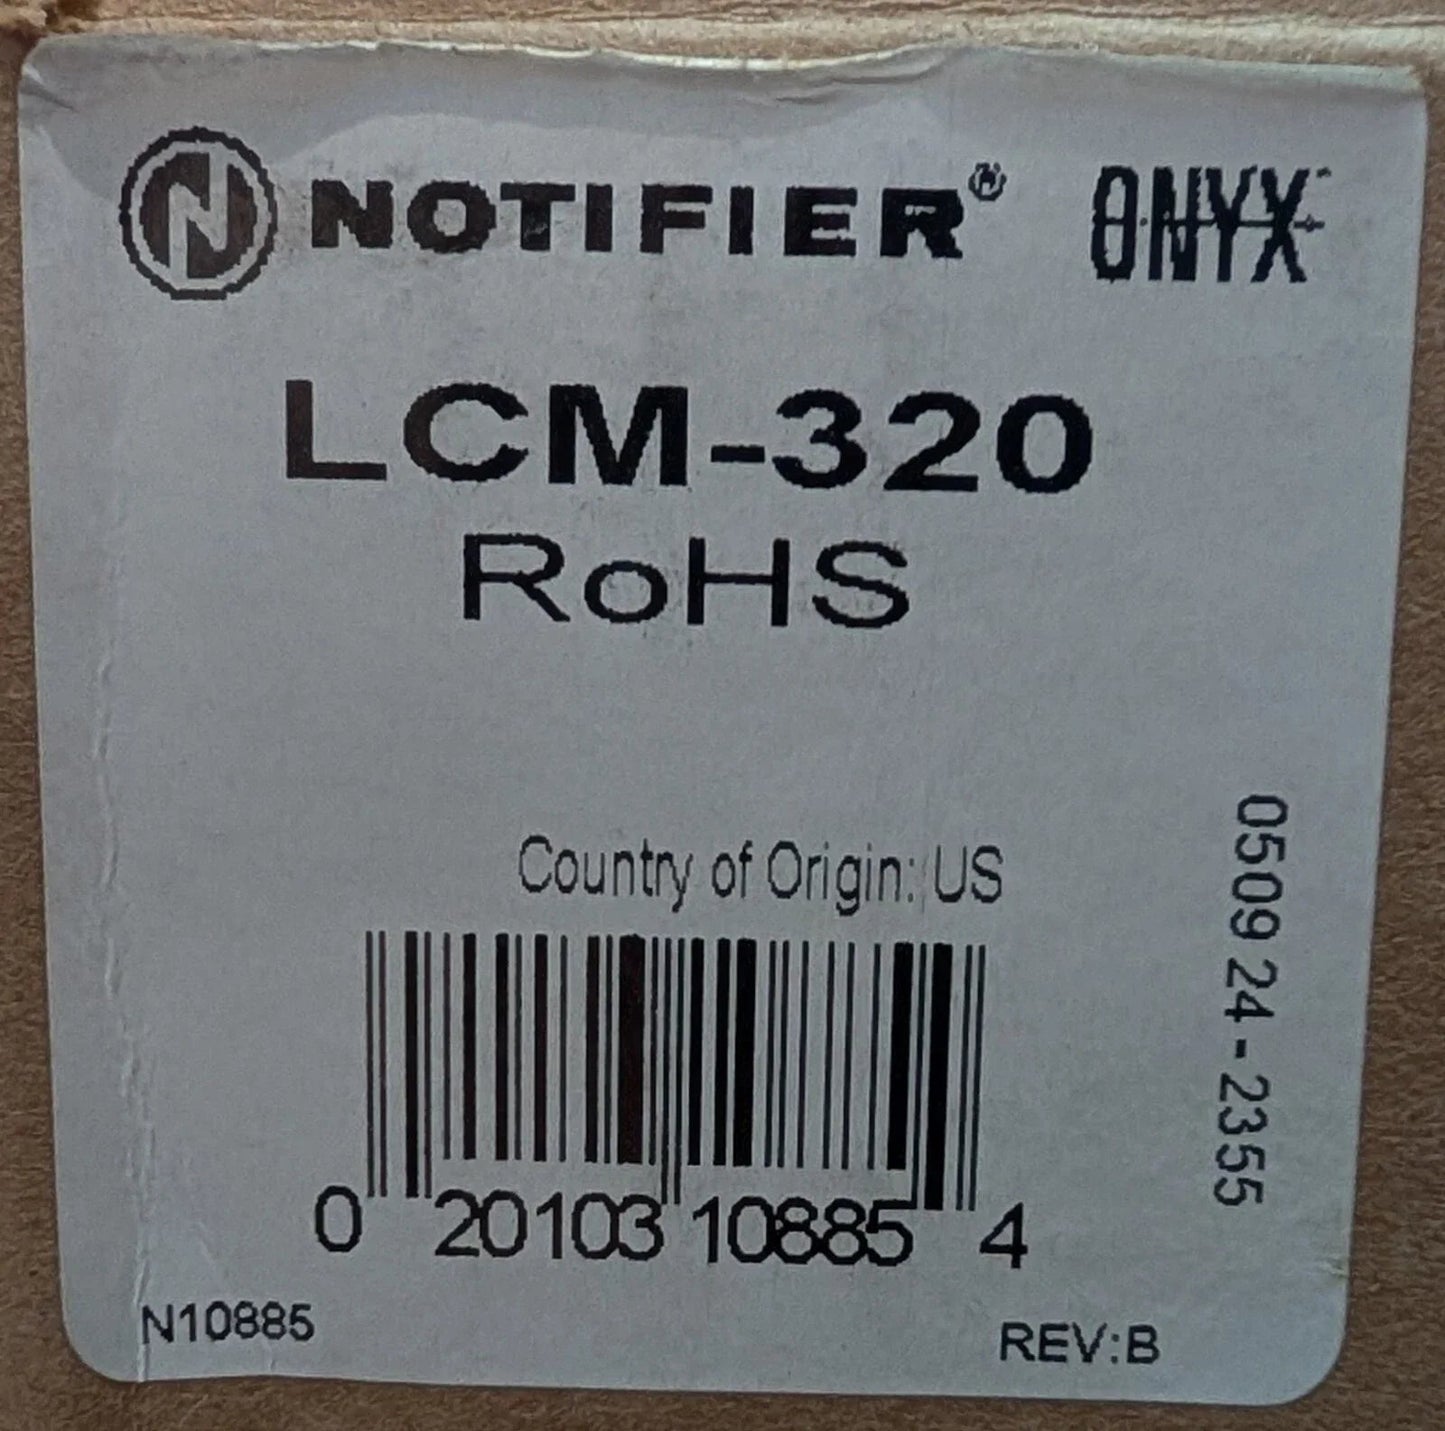 NOTIFIER® ONYX
LCM-320
RoHS
Country of Origin: US
0 20103 10885 4
N10885
REV:B
0509 24 - 2355